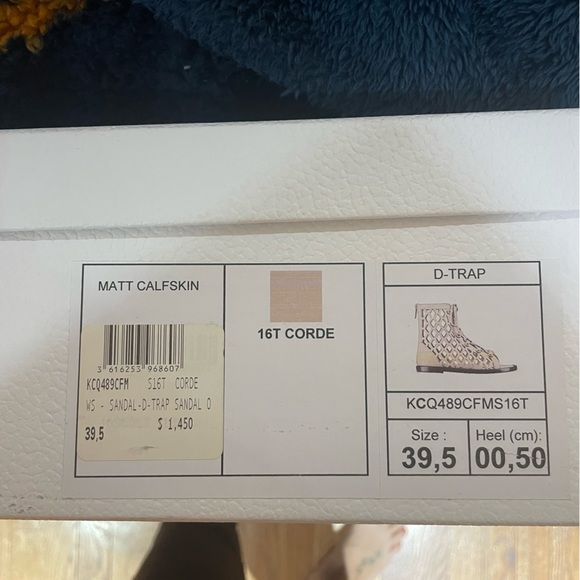 MATT CALFSKIN
16T CORDE
3 616253 968607
KCQ489CFM S16T CORDE
WS - SANDAL-D-TRAP SANDAL O
$ 1,450
39,5
D-TRAP
KCQ489CFMS16T
Size :
39,5
Heel (cm):
00,50